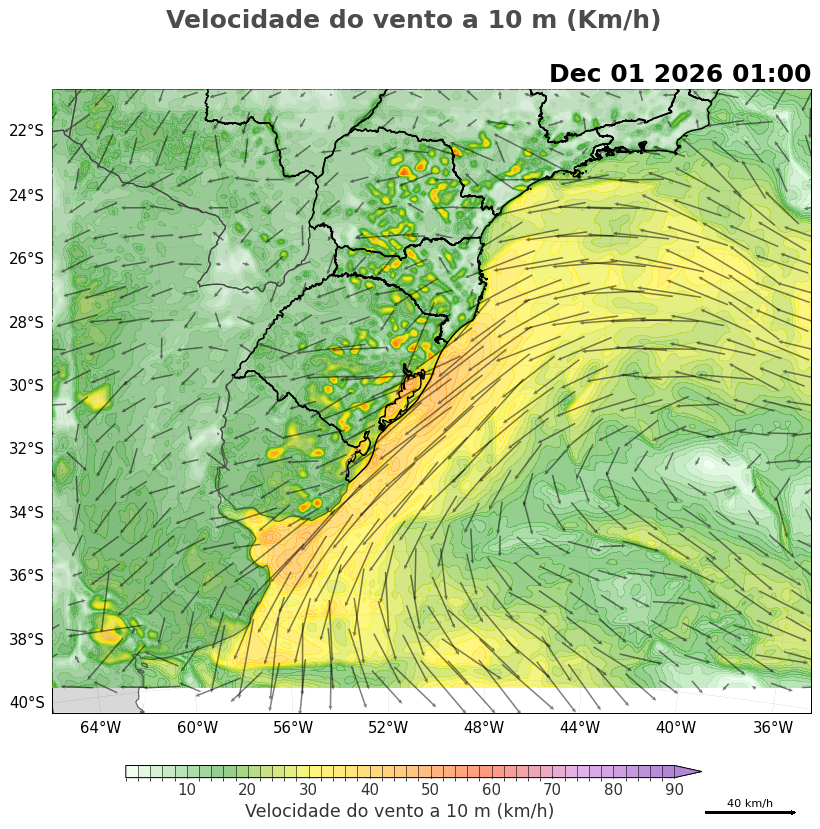 Velocidade do vento a 10 m (Km/h)
Dec 01 2026 01:00
22°S
24°S
26°S
28°S
30°S
32°S
34°S
36°S
38°S
40°S
64°W 60°W 56°W 52°W 48°W 44°W 40°W 36°W
10 20 30 40 50 60 70 80 90
Velocidade do vento a 10 m (km/h)
40 km/h